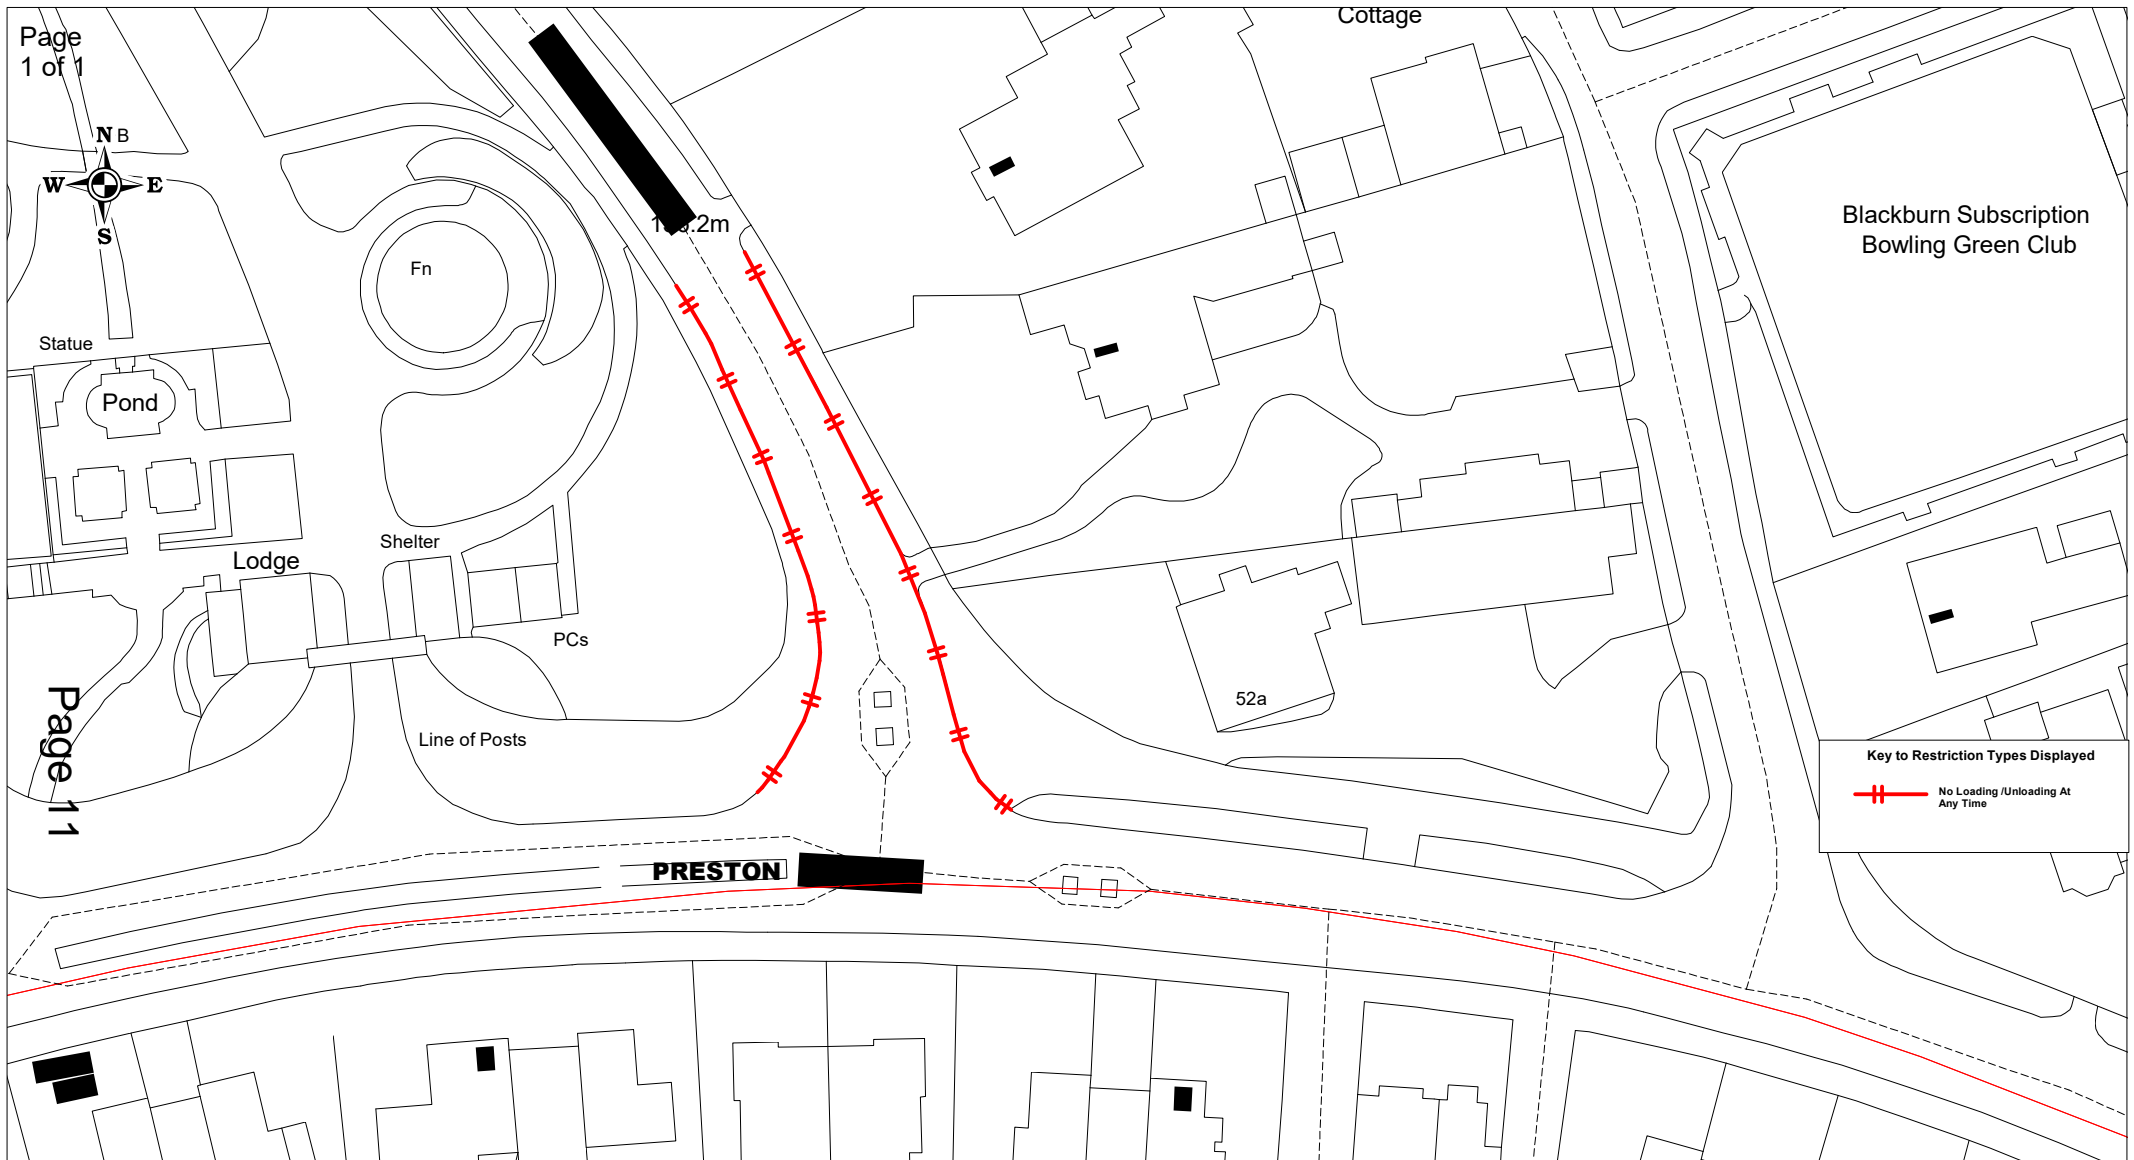 Page
1 of 1
Cottage
N B
W E
S
Blackburn Subscription
Bowling Green Club
Fn
Statue
Pond
Shelter
Lodge
PCs
52a
Line of Posts
Page 11
Key to Restriction Types Displayed
No Loading /Unloading At
Any Time
PRESTON